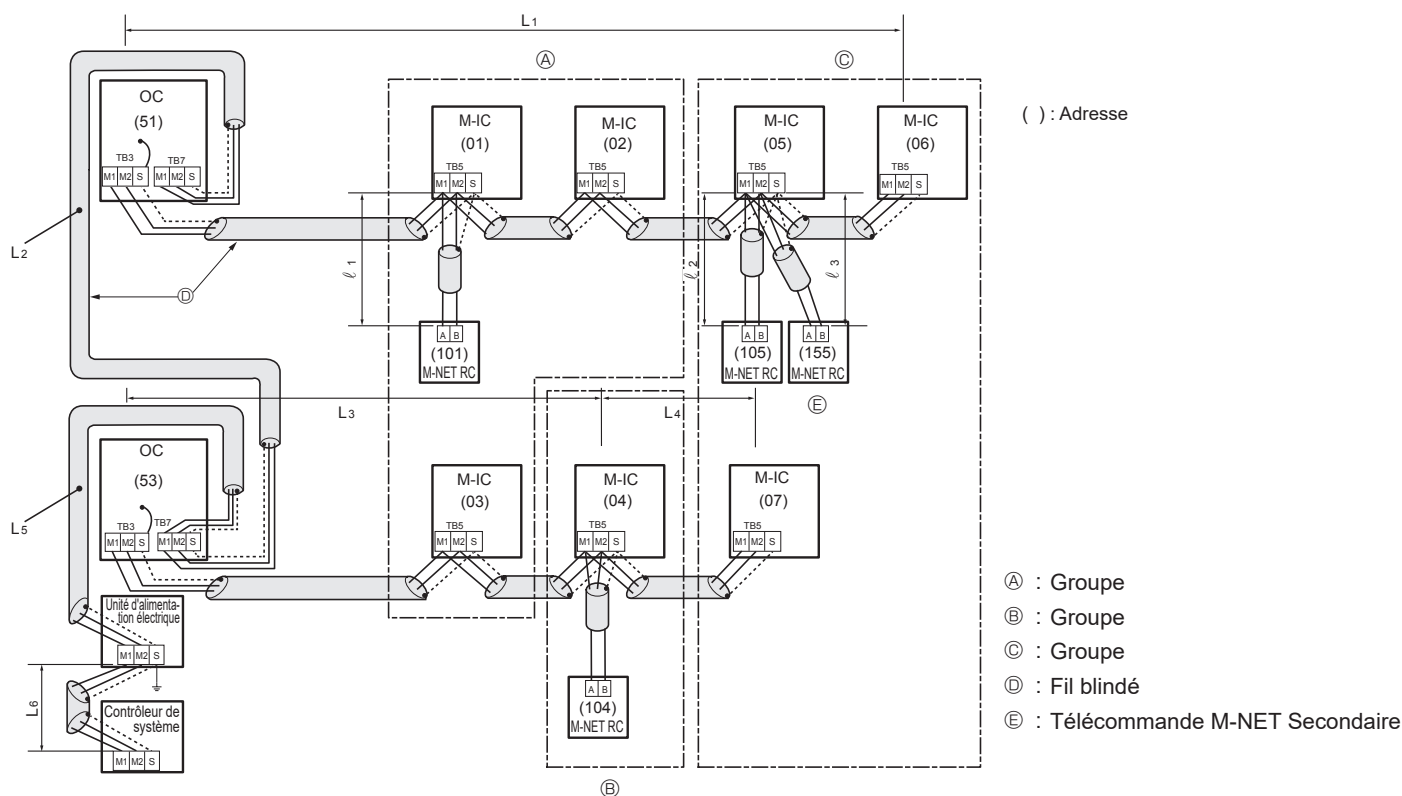 L1
Ⓐ
Ⓒ
OC
(51)
TB3
TB7
M1 M2 S
M1 M2 S
M-IC
(01)
TB5
M1 M2 S
M-IC
(02)
TB5
M1 M2 S
M-IC
(05)
TB5
M1 M2 S
M-IC
(06)
TB5
M1 M2 S
( ) : Adresse
L2
Ⓓ
ℓ 1
ℓ 2
ℓ 3
A B
(101)
M-NET RC
A B
(105)
M-NET RC
A B
(155)
M-NET RC
Ⓔ
L3
L4
OC
(53)
TB3
TB7
M1 M2 S
M1 M2 S
M-IC
(03)
TB5
M1 M2 S
M-IC
(04)
TB5
M1 M2 S
M-IC
(07)
TB5
M1 M2 S
L5
Unité d'alimenta-
tion électrique
M1 M2 S
L6
Contrôleur de
système
M1 M2 S
A B
(104)
M-NET RC
Ⓑ
Ⓐ : Groupe
Ⓑ : Groupe
Ⓒ : Groupe
Ⓓ : Fil blindé
Ⓔ : Télécommande M-NET Secondaire